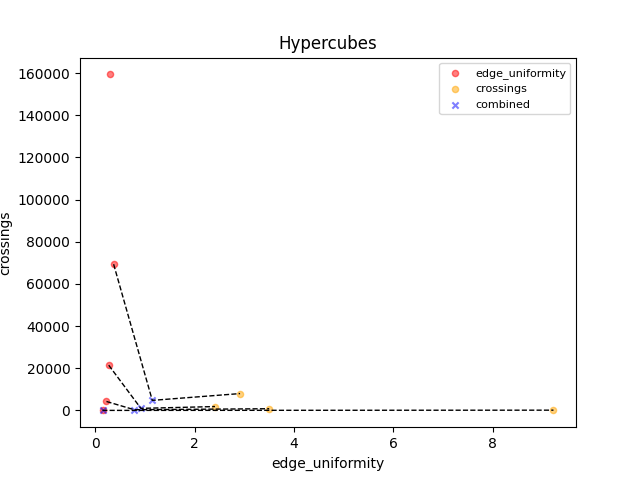 Hypercubes
edge_uniformity
crossings
combined
160000
140000
120000
100000
80000
60000
40000
20000
0
crossings
0 2 4 6 8
edge_uniformity